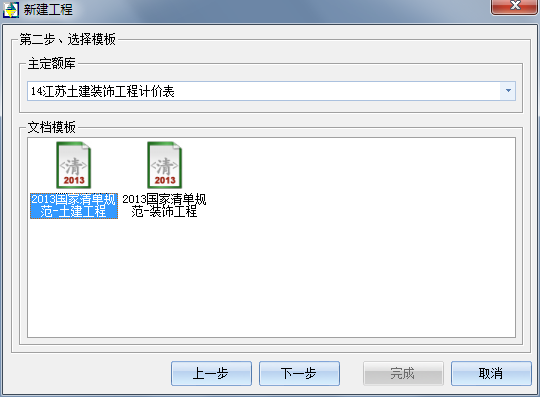 新建工程
第二步、选择模板
主定额库
14江苏土建装饰工程计价表
文档模板
清
2013
清
2013
2013国家清单规
范-土建工程
2013国家清单规
范-装饰工程
上一步
下一步
完成
取消